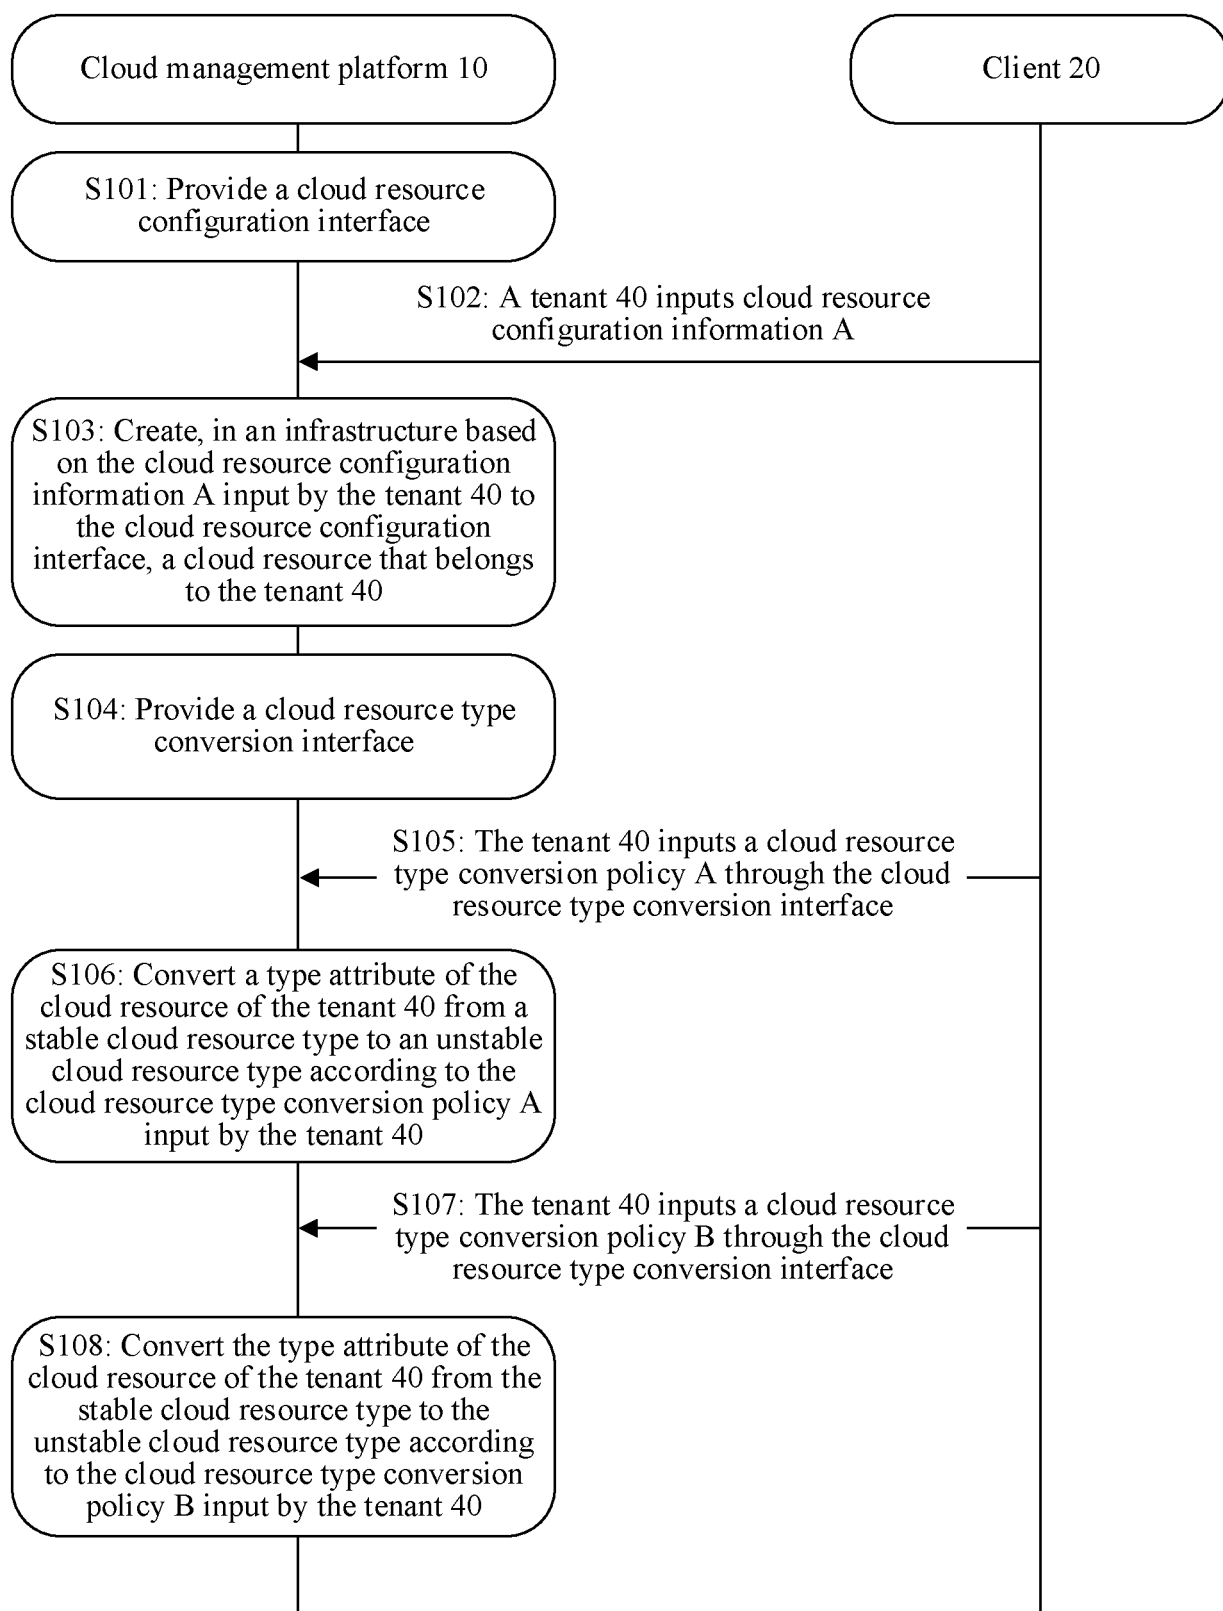 Cloud management platform 10
Client 20
S101: Provide a cloud resource
configuration interface
S102: A tenant 40 inputs cloud resource
configuration information A
S103: Create, in an infrastructure based
on the cloud resource configuration
information A input by the tenant 40 to
the cloud resource configuration
interface, a cloud resource that belongs
to the tenant 40
S104: Provide a cloud resource type
conversion interface
S105: The tenant 40 inputs a cloud resource
type conversion policy A through the cloud
resource type conversion interface
S106: Convert a type attribute of the
cloud resource of the tenant 40 from a
stable cloud resource type to an unstable
cloud resource type according to the
cloud resource type conversion policy A
input by the tenant 40
S107: The tenant 40 inputs a cloud resource
type conversion policy B through the cloud
resource type conversion interface
S108: Convert the type attribute of the
cloud resource of the tenant 40 from the
stable cloud resource type to the
unstable cloud resource type according
to the cloud resource type conversion
policy B input by the tenant 40